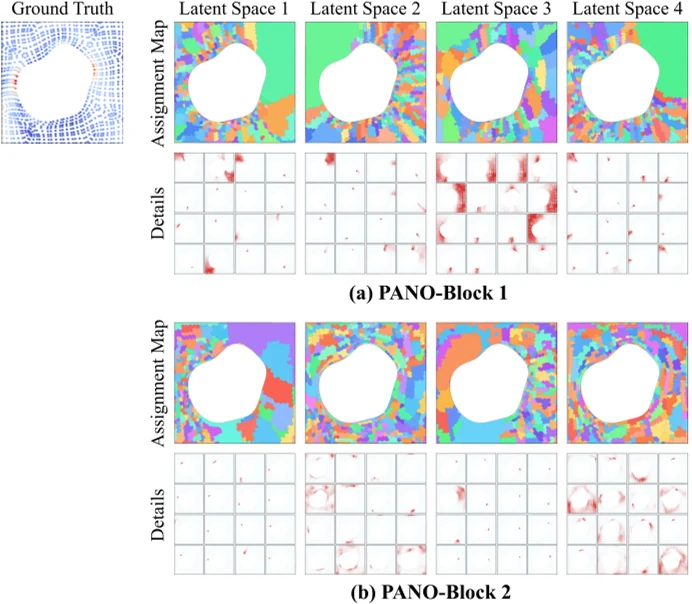 Ground Truth
Latent Space 1
Latent Space 2
Latent Space 3
Latent Space 4
Assignment Map
Details
(a) PANO-Block 1
Assignment Map
Details
(b) PANO-Block 2